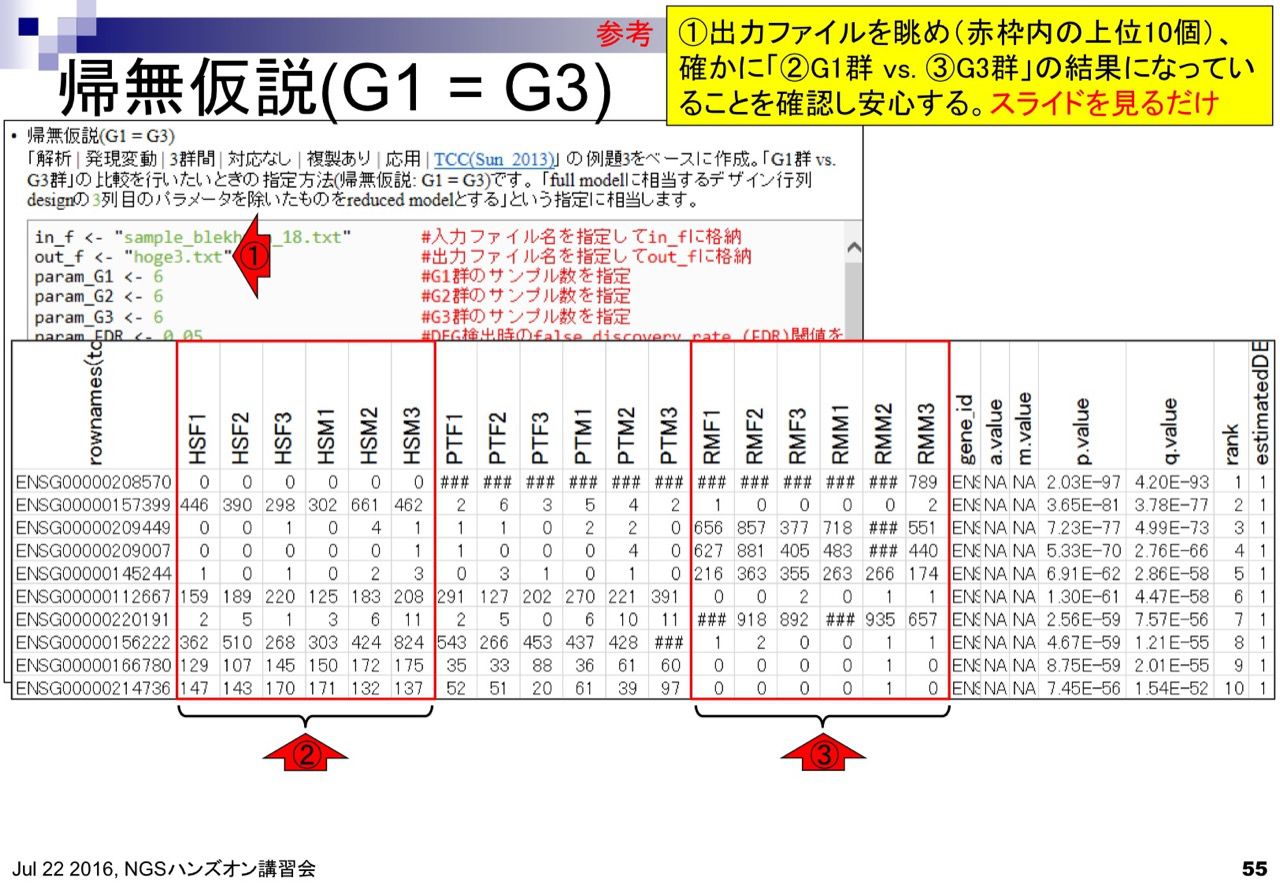 参考
①出力ファイルを眺め(赤枠内の上位10個)、
確かに「②G1群 vs. ③G3群」の結果になってい
ることを確認し安心する。スライドを見るだけ
帰無仮説(G1 = G3)
• 帰無仮説(G1 = G3)
「解析 | 発現変動 | 3群間 | 対応なし | 複製あり | 応用 | TCC(Sun_2013)」の例題3をベースに作成。「G1群 vs.
G3群」の比較を行いたいときの指定方法(帰無仮説: G1 = G3)です。「full modelに相当するデザイン行列
designの3列目のパラメータを除いたものをreduced modelとする」という指定に相当します。
in_f <- "sample_blekh _18.txt" #入力ファイル名を指定してin_fに格納
out_f <- "hoge3.txt" #出力ファイル名を指定してout_fに格納
①
param_G1 <- 6 #G1群のサンプル数を指定
param_G2 <- 6 #G2群のサンプル数を指定
param_G3 <- 6 #G3群のサンプル数を指定
param_FDR <- 0.05 #DEG検出時のfalse discovery rate (FDR)閾値を
rownames(tc HSF1 HSF2 HSF3 HSM1 HSM2 HSM3 PTF1 PTF2 PTF3 PTM1 PTM2 PTM3 RMF1 RMF2 RMF3 RMM1 RMM2 RMM3 gene_id a.value m.value p.value q.value rank estimatedDE
ENSG00000208570 0 0 0 0 0 0 ### ### ### ### ### ### ### ### ### ### ### 789 ENS NA NA 2.03E-97 4.20E-93 1 1
ENSG00000157399 446 390 298 302 661 462 2 6 3 5 4 2 1 0 0 0 0 2 ENS NA NA 3.65E-81 3.78E-77 2 1
ENSG00000209449 0 0 1 0 4 1 1 1 0 2 2 0 656 857 377 718 ### 551 ENS NA NA 7.23E-77 4.99E-73 3 1
ENSG00000209007 0 0 0 0 0 1 1 0 0 0 4 0 627 881 405 483 ### 440 ENS NA NA 5.33E-70 2.76E-66 4 1
ENSG00000145244 1 0 1 0 2 3 0 3 1 0 1 0 216 363 355 263 266 174 ENS NA NA 6.91E-62 2.86E-58 5 1
ENSG00000112667 159 189 220 125 183 208 291 127 202 270 221 391 0 0 2 0 1 1 ENS NA NA 1.30E-61 4.47E-58 6 1
ENSG00000220191 2 5 1 3 6 11 2 5 0 6 10 11 ### 918 892 ### 935 657 ENS NA NA 2.56E-59 7.57E-56 7 1
ENSG00000156222 362 510 268 303 424 824 543 266 453 437 428 ### 1 2 0 0 1 1 ENS NA NA 4.67E-59 1.21E-55 8 1
ENSG00000166780 129 107 145 150 172 175 35 33 88 36 61 60 0 0 0 0 1 0 ENS NA NA 8.75E-59 2.01E-55 9 1
ENSG00000214736 147 143 170 171 132 137 52 51 20 61 39 97 0 0 0 0 1 0 ENS NA NA 7.45E-56 1.54E-52 10 1
② ③
Jul 22 2016, NGSハンズオン講習会
55